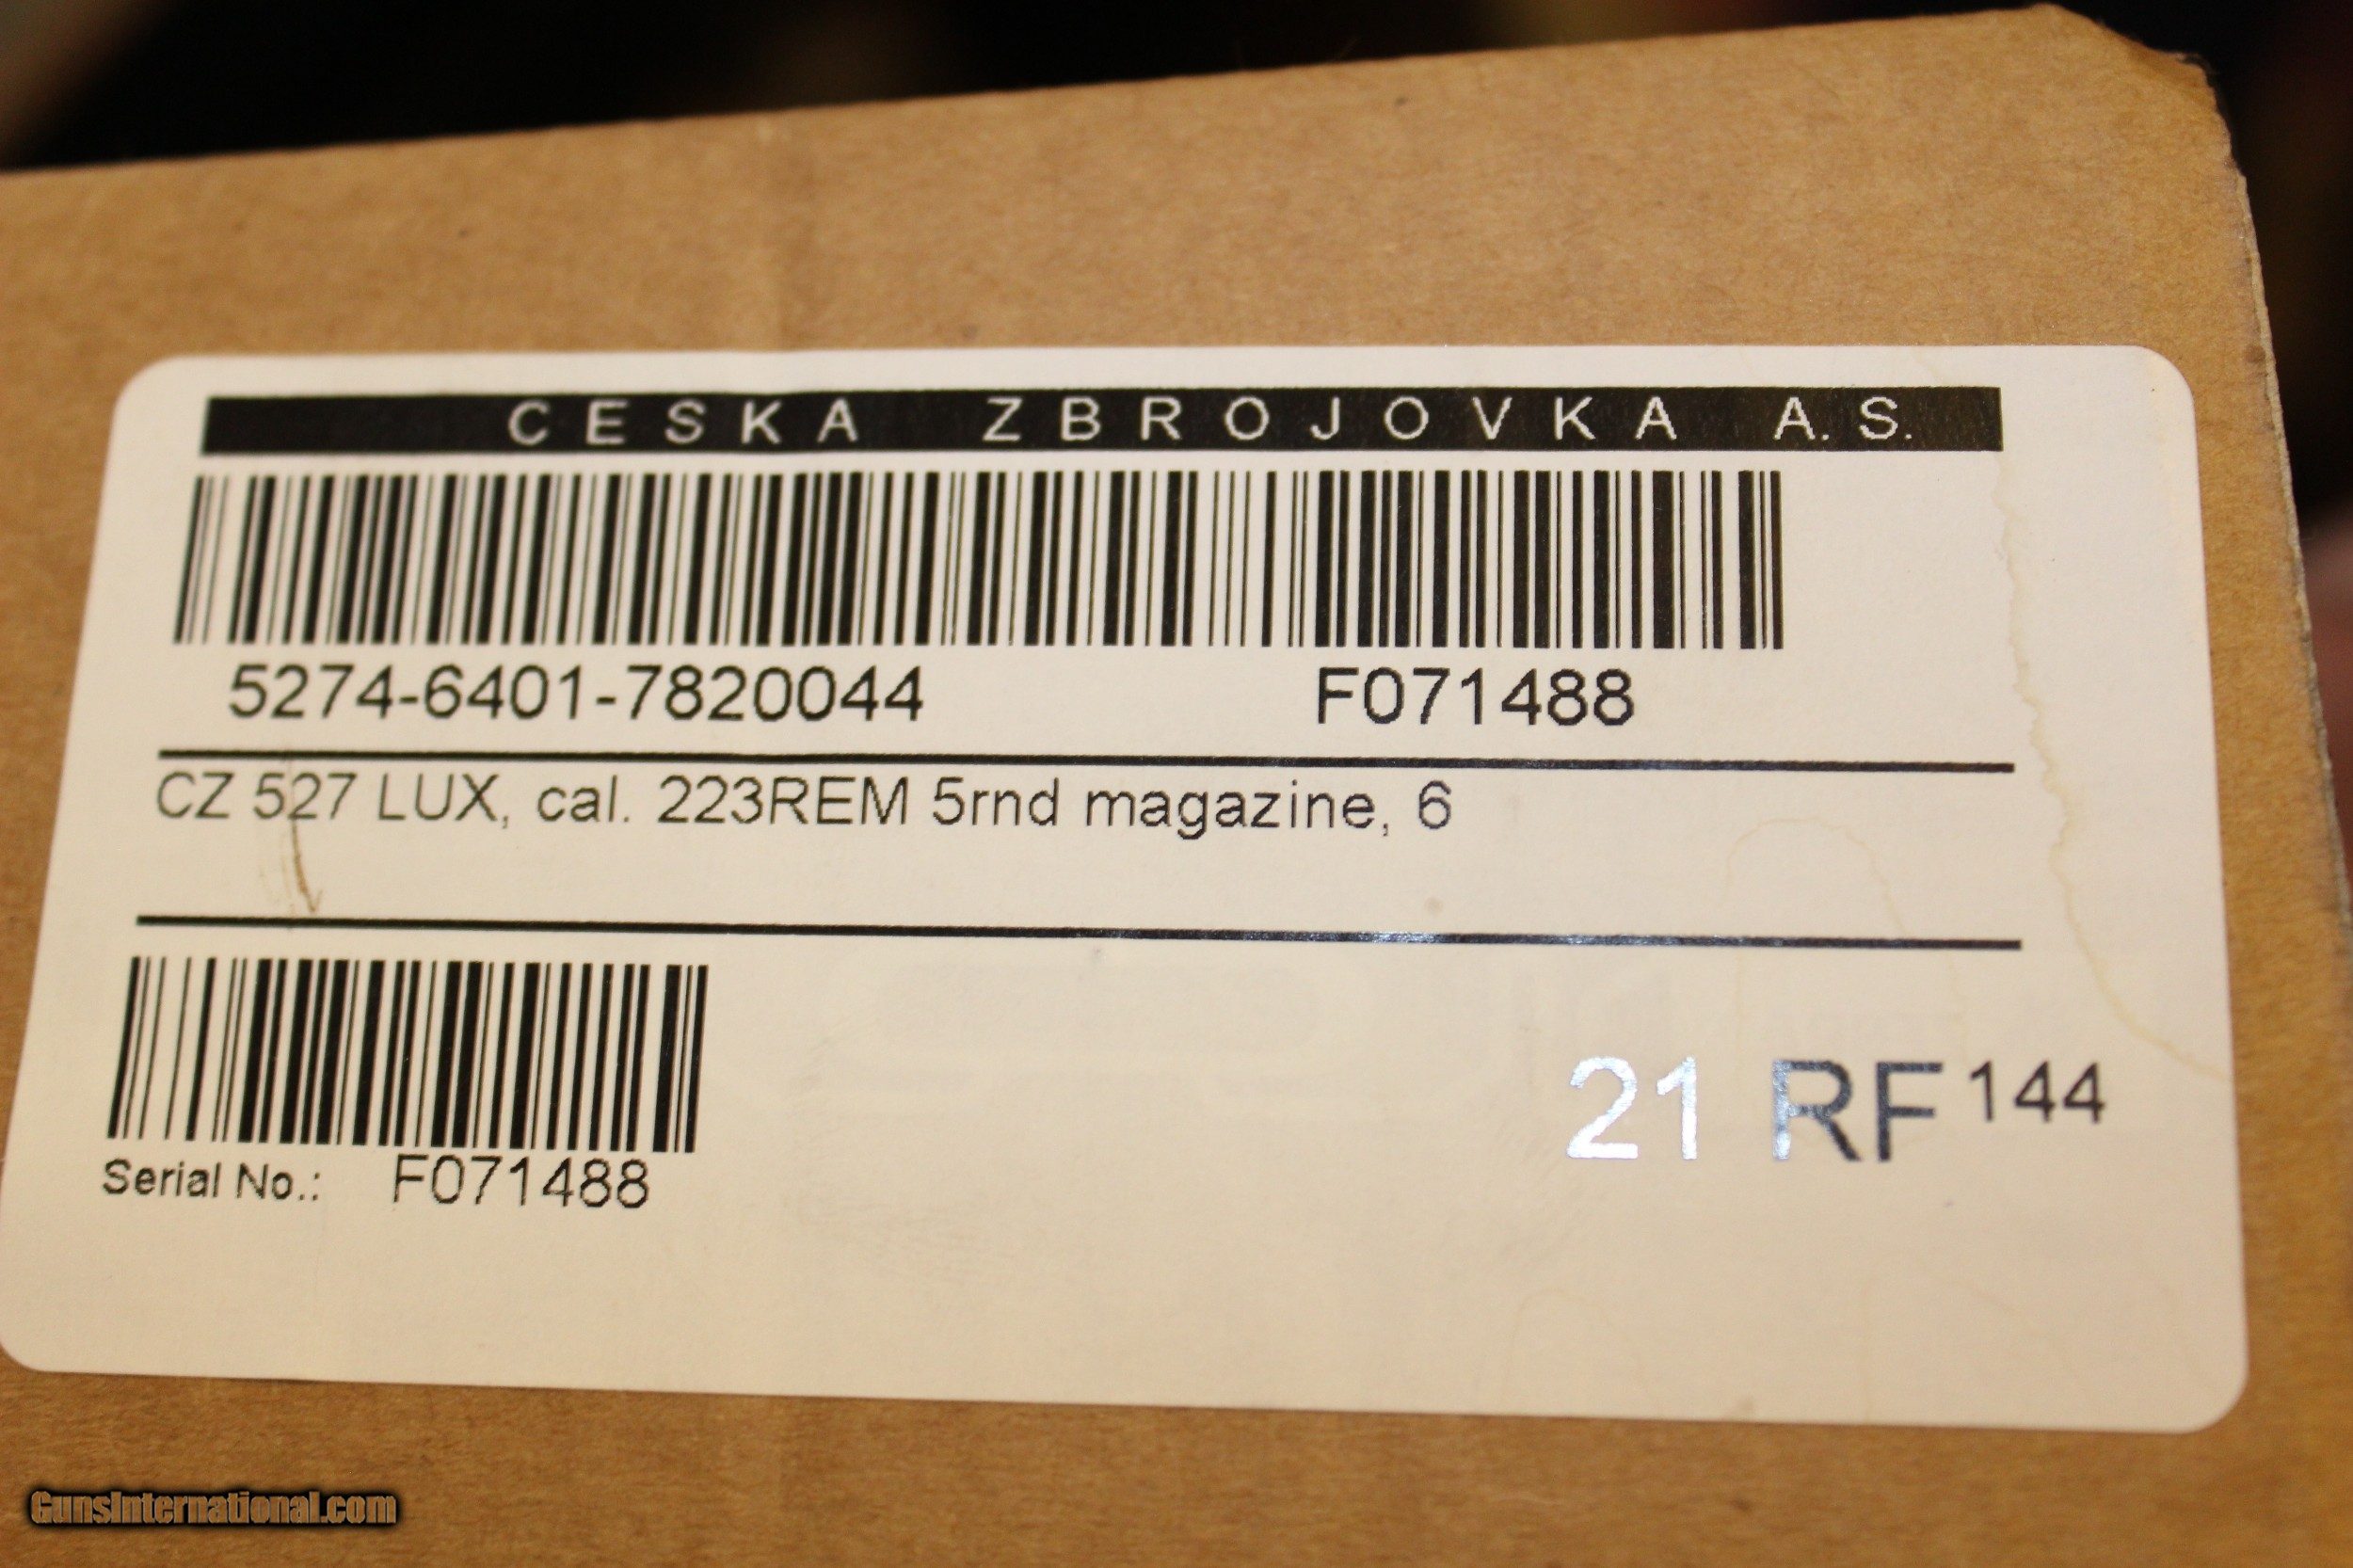 CESKA ZBROJOVKA A.S.
5274-6401-7820044 F071488
CZ 527 LUX, cal. 223REM 5rnd magazine, 6
21 RF 144
Serial No.: F071488
GunsInternational.com